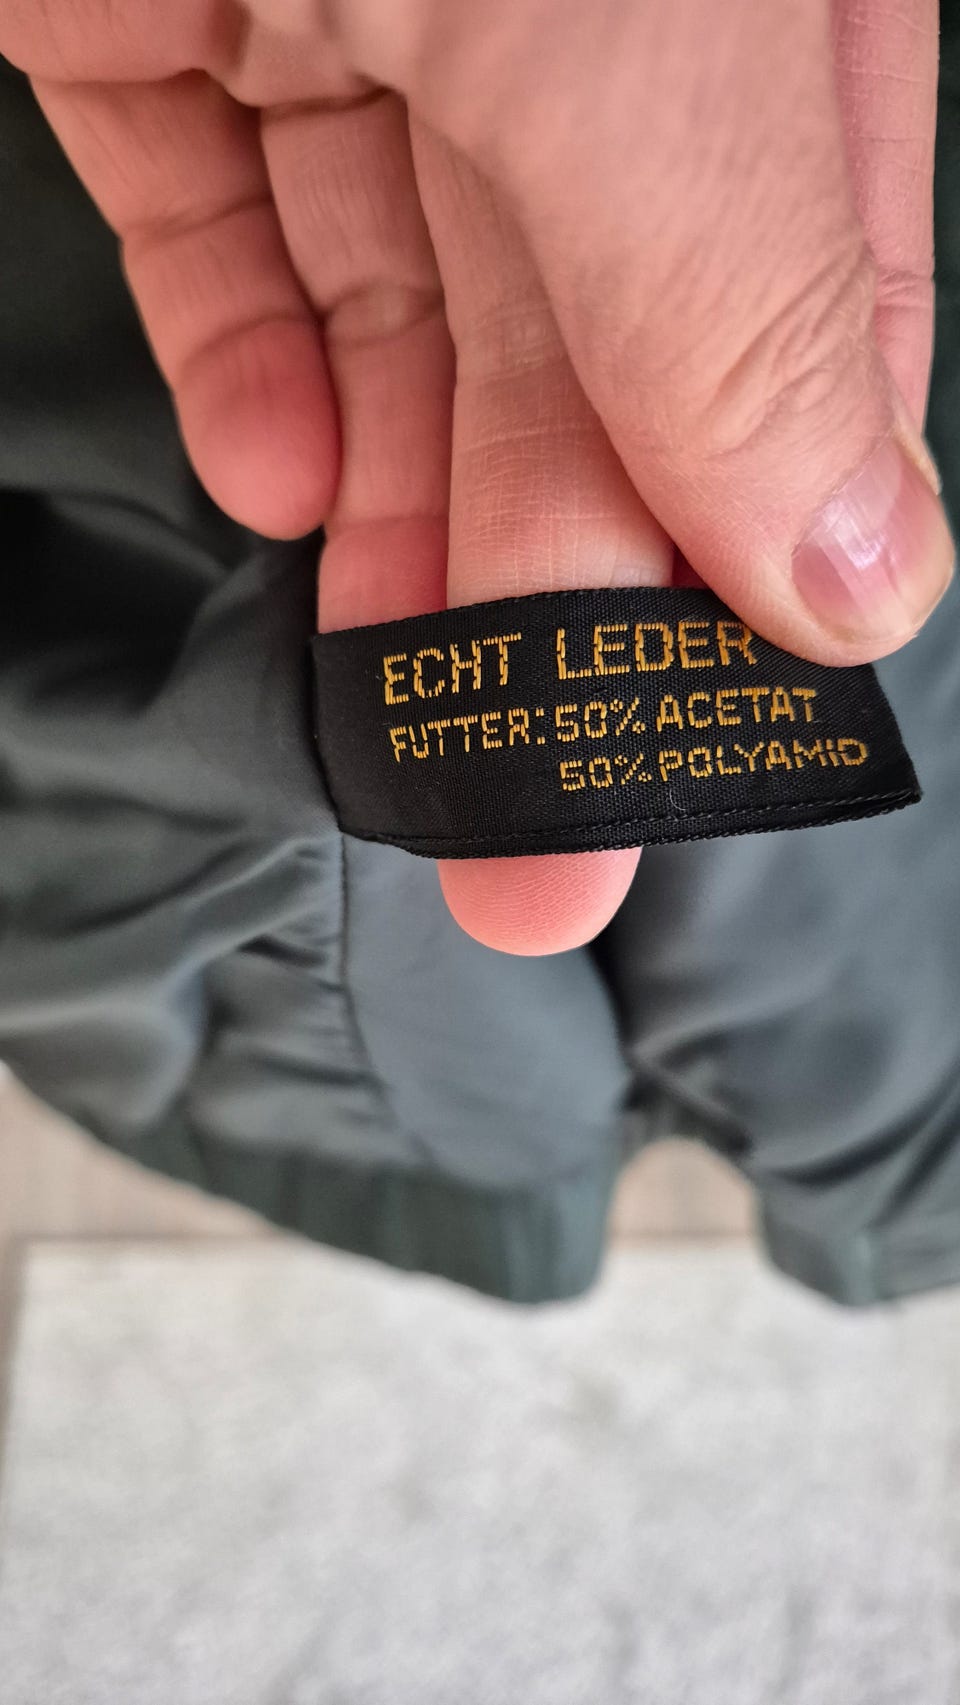 ECHT LEDER
FUTTER: 50% ACETAT
50% POLYAMID